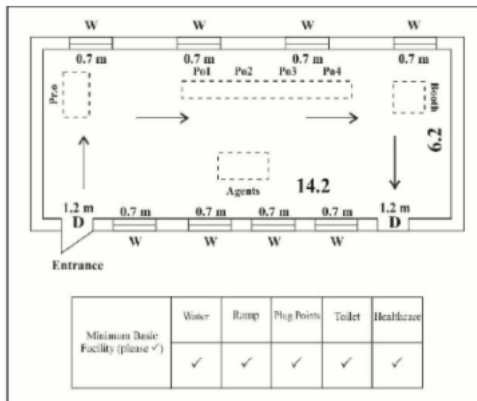 W W W W
0.7 m 0.7 m 0.7 m 0.7 m
Po1 Po2 Po3 Po4
Pr.o
Booth
6.2
Agents
14.2
1.2 m 0.7 m 0.7 m 0.7 m 0.7 m 1.2 m
D D
W W W W
Entrance
Water Ramp Plug Points Toilet Healthcare
Minimum Basic
Facility (please ✓)
✓ ✓ ✓ ✓ ✓